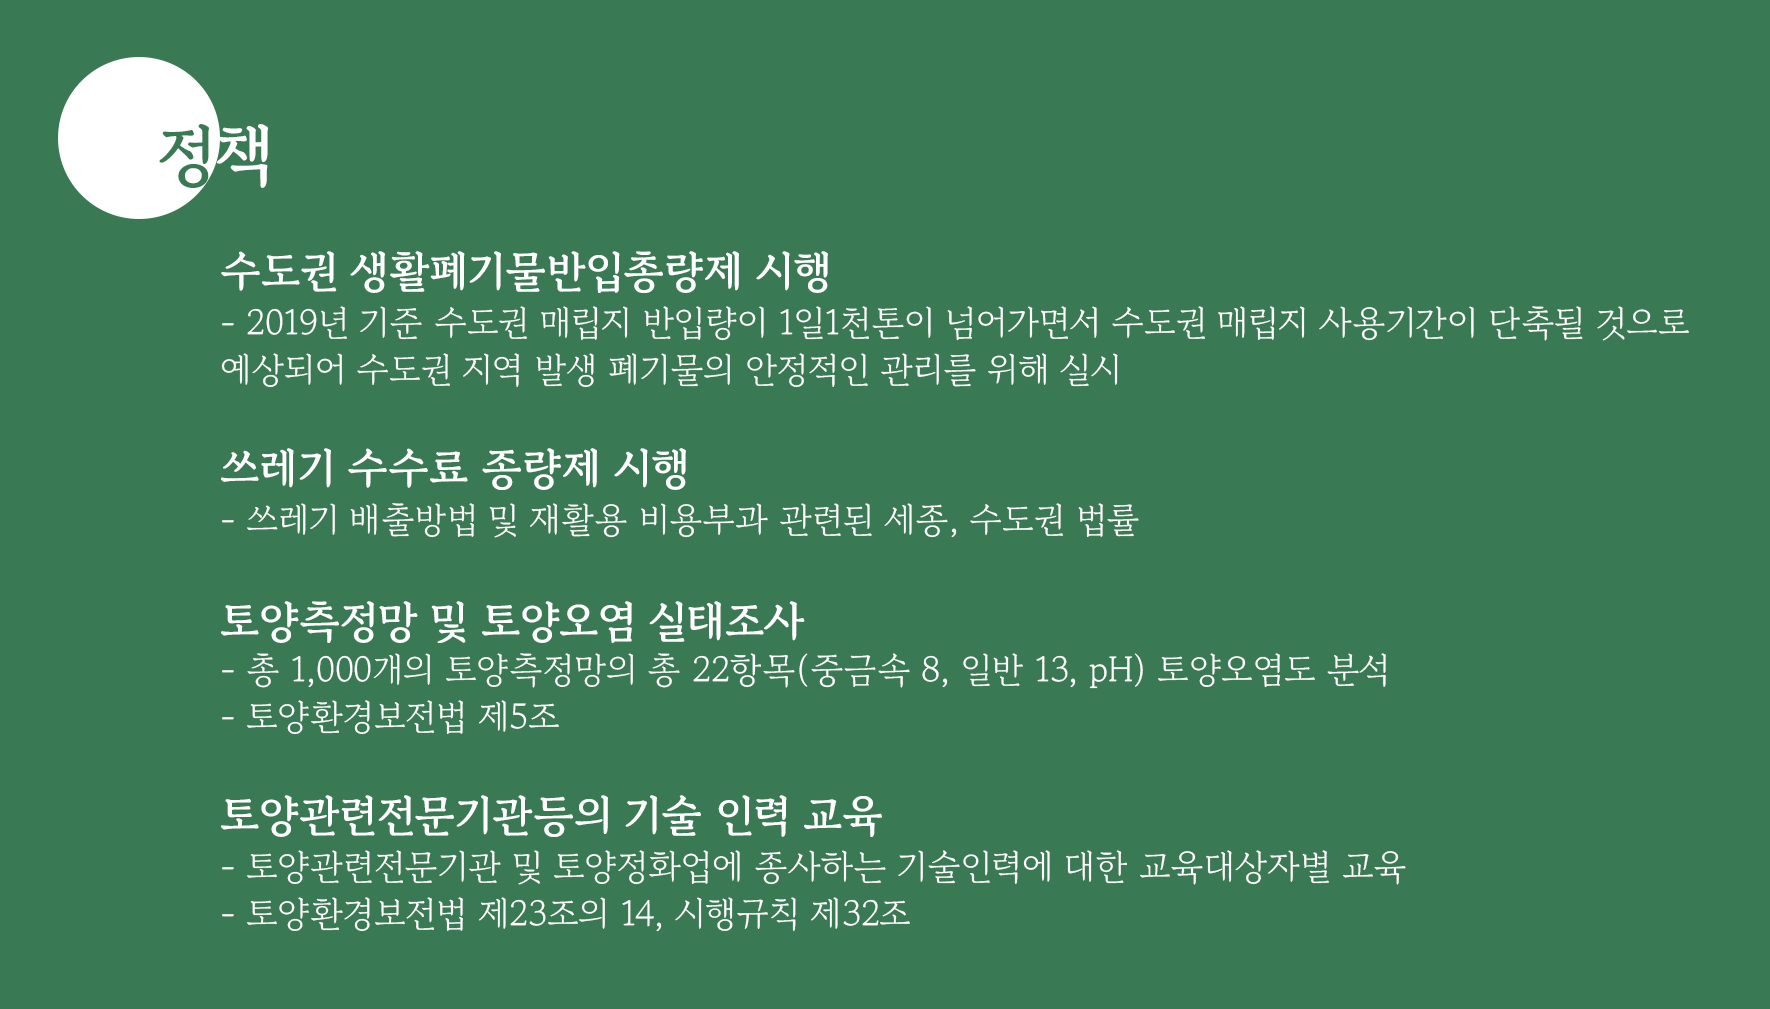 정책
수도권 생활폐기물반입총량제 시행
- 2019년 기준 수도권 매립지 반입량이 1일1천톤이 넘어가면서 수도권 매립지 사용기간이 단축될 것으로
예상되어 수도권 지역 발생 폐기물의 안정적인 관리를 위해 실시
쓰레기 수수료 종량제 시행
- 쓰레기 배출방법 및 재활용 비용부과 관련된 세종, 수도권 법률
토양측정망 및 토양오염 실태조사
- 총 1,000개의 토양측정망의 총 22항목(중금속 8, 일반 13, pH) 토양오염도 분석
- 토양환경보전법 제5조
토양관련전문기관등의 기술 인력 교육
- 토양관련전문기관 및 토양정화업에 종사하는 기술인력에 대한 교육대상자별 교육
- 토양환경보전법 제23조의 14, 시행규칙 제32조